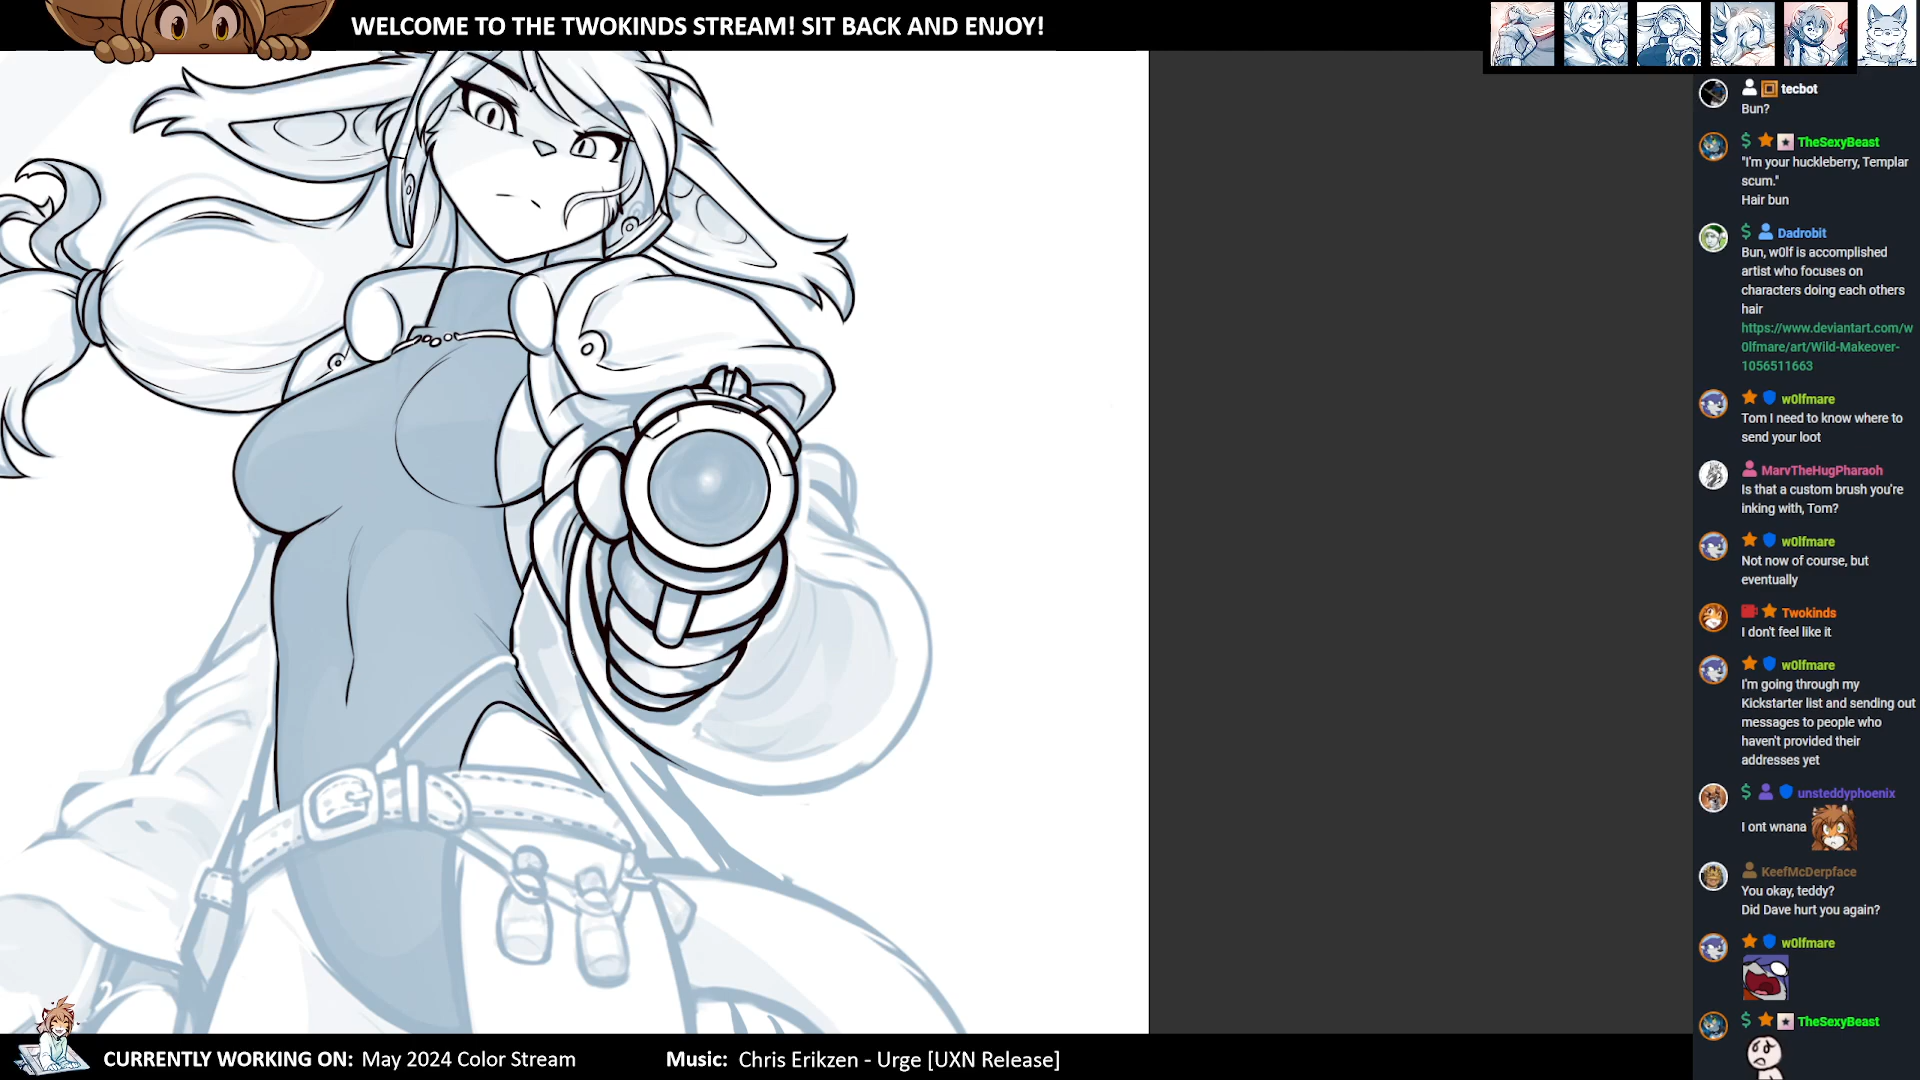 WELCOME TO THE TWOKINDS STREAM! SIT BACK AND ENJOY!
tecbot
Bun?
TheSexyBeast
"I'm your huckleberry, Templar
scum."
Hair bun
Dadrobit
Bun, w0lf is accomplished
artist who focuses on
characters doing each others
hair
https://www.deviantart.com/w
0lfmare/art/Wild-Makeover-
1056511663
w0lfmare
Tom I need to know where to
send your loot
MarvTheHugPharaoh
Is that a custom brush you're
inking with, Tom?
w0lfmare
Not now of course, but
eventually
Twokinds
I don't feel like it
w0lfmare
I'm going through my
Kickstarter list and sending out
messages to people who
haven't provided their
addresses yet
unsteddyphoenix
I ont wnana
KeefMcDerpface
You okay, teddy?
Did Dave hurt you again?
w0lfmare
TheSexyBeast
CURRENTLY WORKING ON: May 2024 Color Stream
Music: Chris Erikzen - Urge [UXN Release]